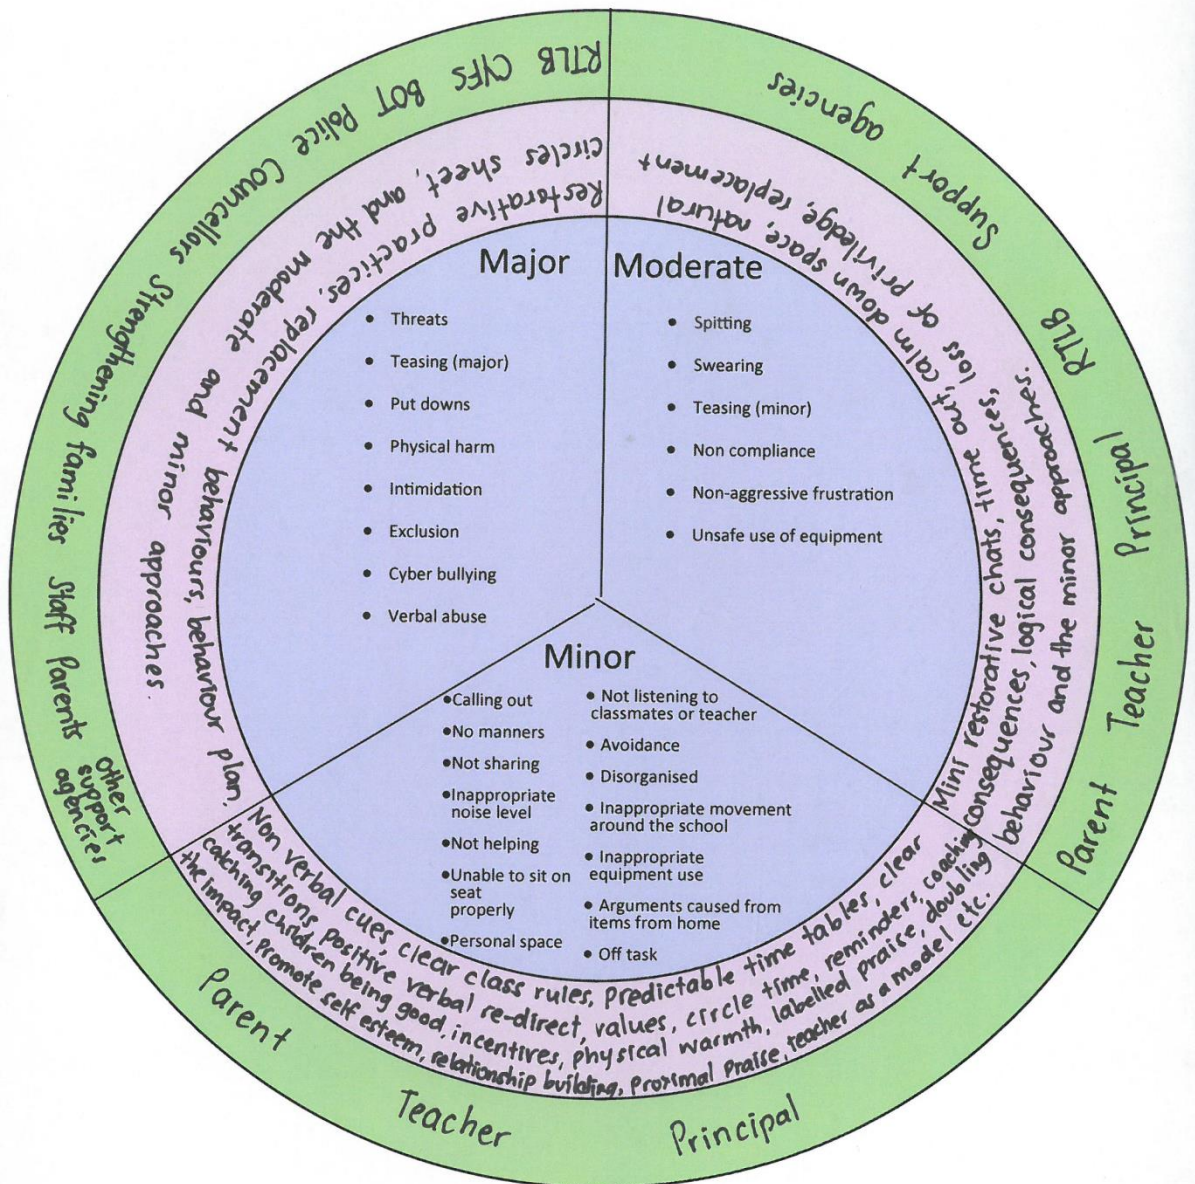 Major
• Threats
• Teasing (major)
• Put downs
• Physical harm
• Intimidation
• Exclusion
• Cyber bullying
• Verbal abuse
Restorative practices, replacement behaviours, behaviour plan,
circles sheet, and the moderate and minor approaches.
RTLB CYFS BOT Police Councellors Strengthening families Staff Parents Other
support
agencies
Moderate
• Spitting
• Swearing
• Teasing (minor)
• Non compliance
• Non-aggressive frustration
• Unsafe use of equipment
Mini restorative chats, time out, calm down space, natural
consequences, logical consequences, loss of priviledge, replacement
behaviour and the minor approaches.
Parent Teacher Principal RTLB Support agencies
Minor
•Calling out
•No manners
•Not sharing
•Inappropriate
noise level
•Not helping
•Unable to sit on
seat
properly
•Personal space
• Not listening to
classmates or teacher
• Avoidance
• Disorganised
• Inappropriate movement
around the school
• Inappropriate
equipment use
• Arguments caused from
items from home
• Off task
Non verbal cues, clear class rules, predictable time tables, clear
transitions, positive verbal re-direct, values, circle time, reminders, coaching
catching children being good, incentives, physical warmth, labelled praise, doubling
the impact, promote self esteem, relationship building, proximal praise, teacher as a model etc.
Parent Teacher Principal